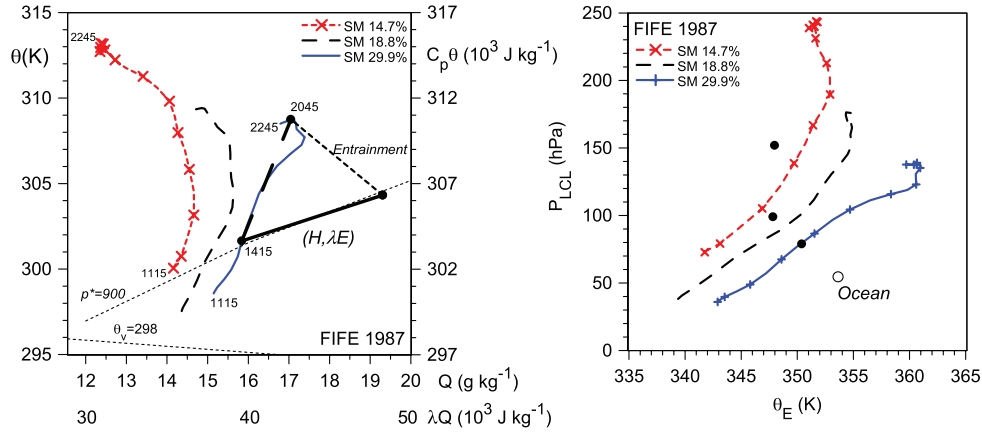 θ(K)
315
310
305
300
295
12
13
14
15
16
17
18
19
20
Q (g kg⁻¹)
30
40
50
λQ (10³ J kg⁻¹)
FIFE 1987
SM 14.7%
SM 18.8%
SM 29.9%
317
CₚΘ (10³ J kg⁻¹)
312
307
302
297
2245
2045
2245
Entrainment
(H,λE)
1415
1115
1115
p*=900
θᵥ=298
FIFE 1987
P_LCL (hPa)
250
200
150
100
50
0
335
340
345
350
355
360
365
θ_E (K)
FIFE 1987
SM 14.7%
SM 18.8%
SM 29.9%
Ocean